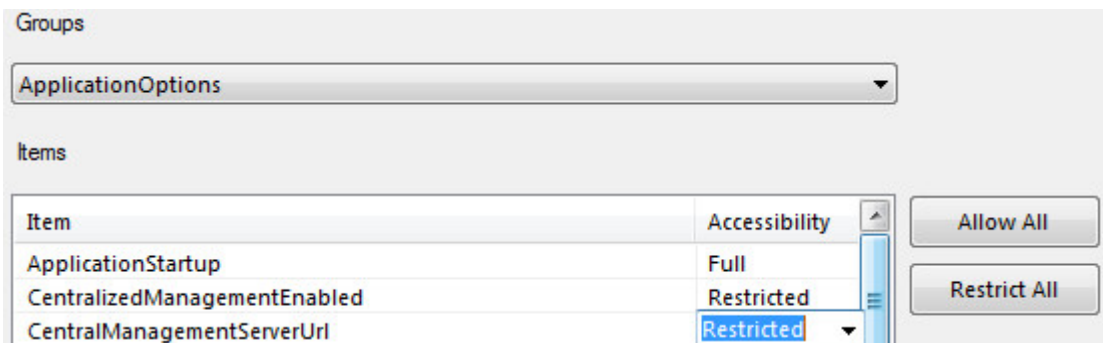 Groups
ApplicationOptions
Items
Item Accessibility
Allow All
ApplicationStartup Full
CentralizedManagementEnabled Restricted
Restrict All
CentralManagementServerUrl Restricted